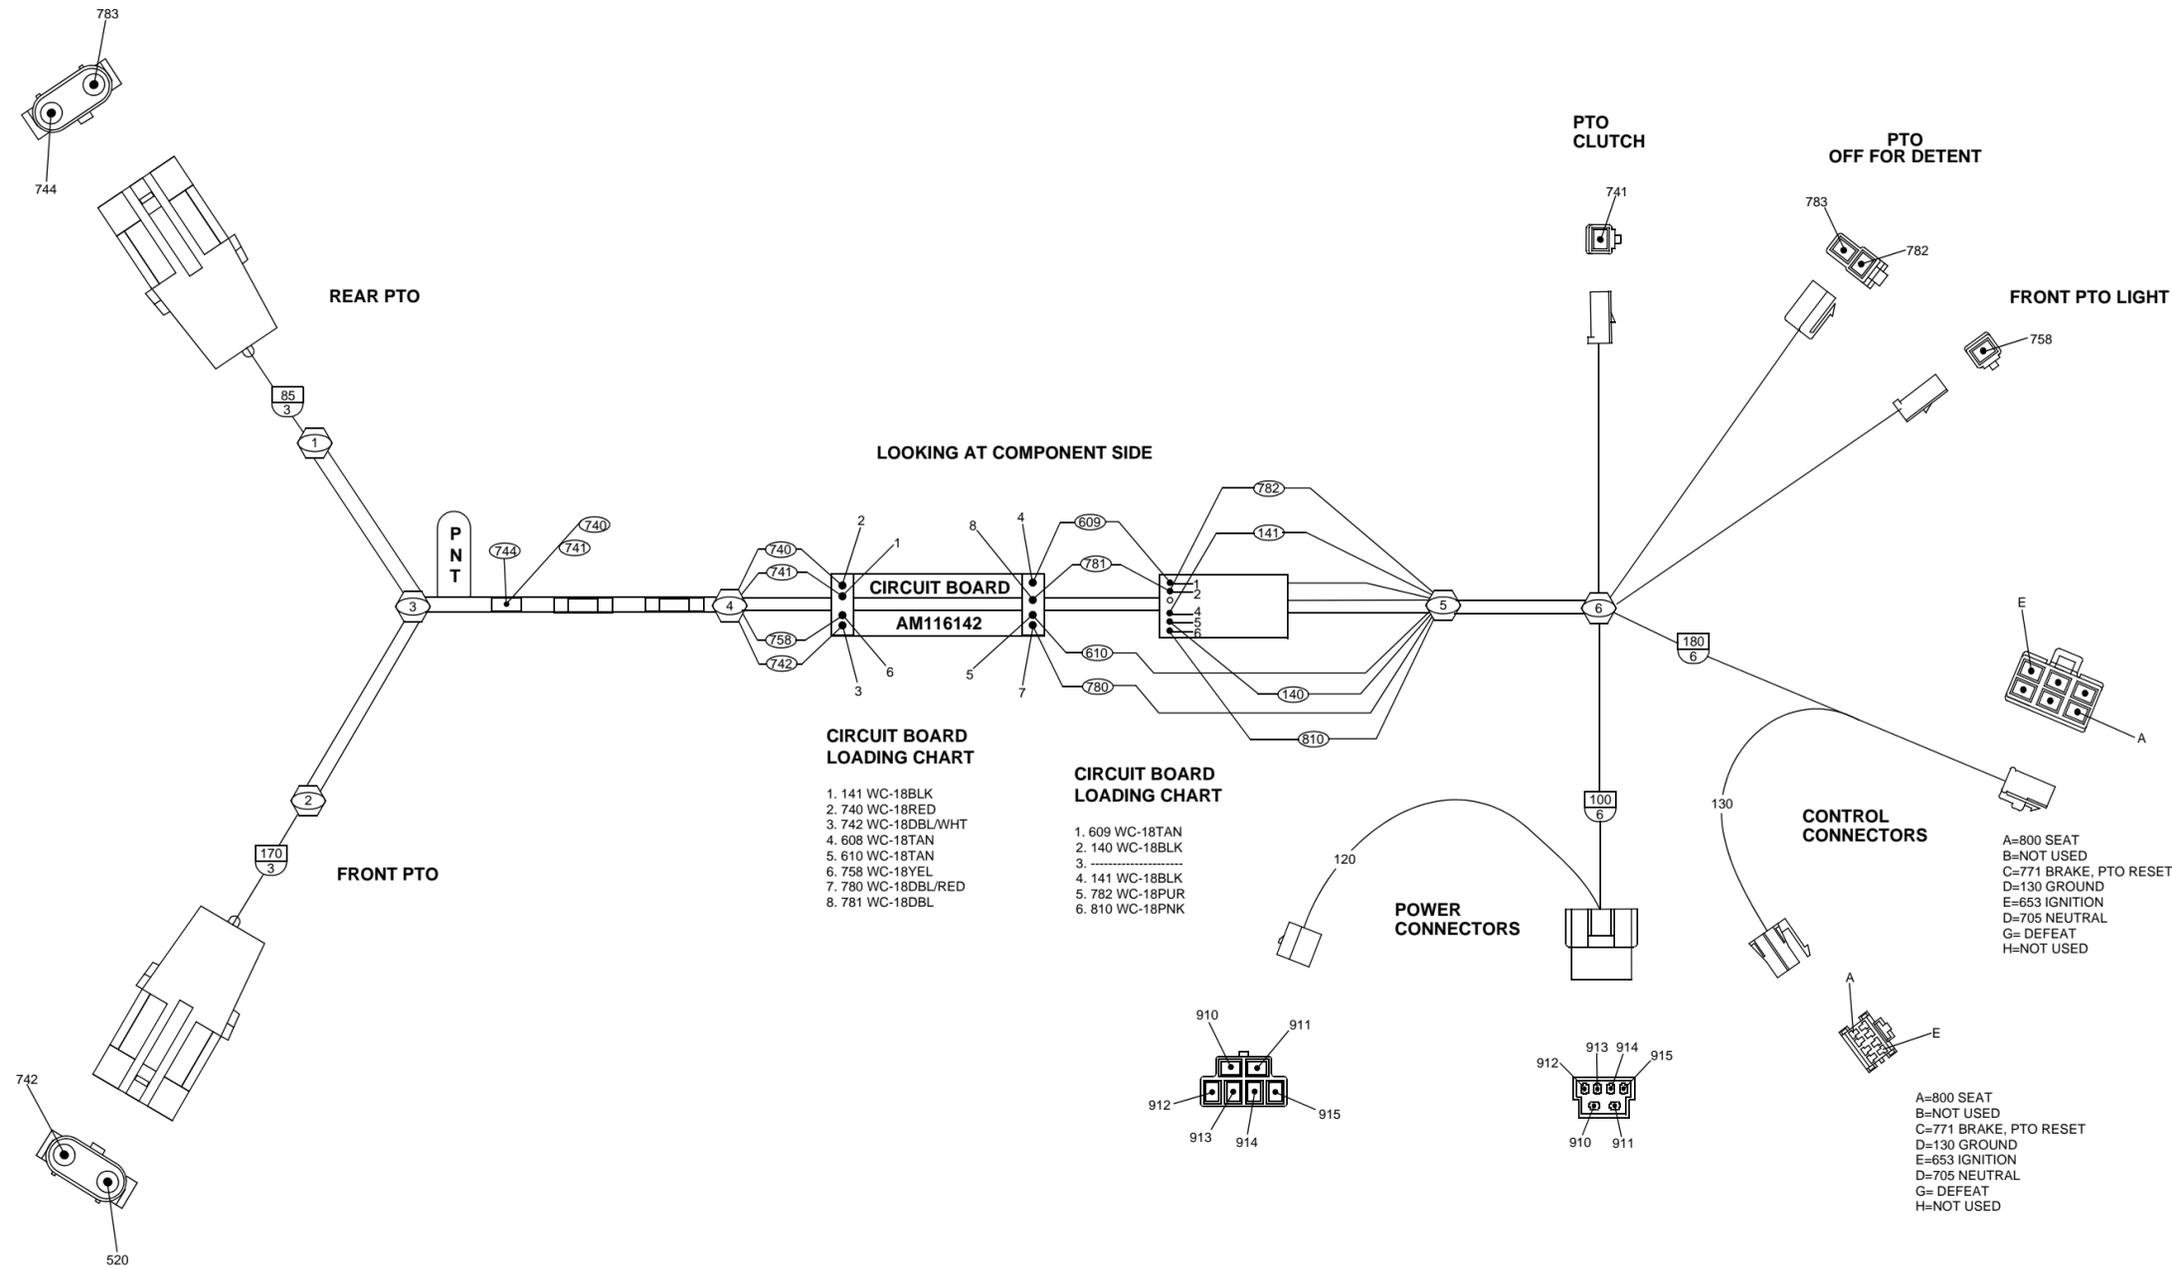 783
744
REAR PTO
85
3
1
P
N
T
744
740
741
3
2
170
3
FRONT PTO
742
520
4
740
741
758
742
LOOKING AT COMPONENT SIDE
2
1
CIRCUIT BOARD
AM116142
6
3
8
4
5
7
609
781
610
780
782
141
1
2
4
5
6
140
810
5
CIRCUIT BOARD
LOADING CHART
1. 141 WC-18BLK
2. 740 WC-18RED
3. 742 WC-18DBL/WHT
4. 608 WC-18TAN
5. 610 WC-18TAN
6. 758 WC-18YEL
7. 780 WC-18DBL/RED
8. 781 WC-18DBL
CIRCUIT BOARD
LOADING CHART
1. 609 WC-18TAN
2. 140 WC-18BLK
3. ---------------------
4. 141 WC-18BLK
5. 782 WC-18PUR
6. 810 WC-18PNK
PTO
CLUTCH
741
PTO
OFF FOR DETENT
783
782
FRONT PTO LIGHT
758
6
180
6
100
6
120
130
POWER
CONNECTORS
910
911
912
913
914
915
912
913
914
915
910
911
CONTROL
CONNECTORS
E
A
A=800 SEAT
B=NOT USED
C=771 BRAKE, PTO RESET
D=130 GROUND
E=653 IGNITION
D=705 NEUTRAL
G= DEFEAT
H=NOT USED
A
E
A=800 SEAT
B=NOT USED
C=771 BRAKE, PTO RESET
D=130 GROUND
E=653 IGNITION
D=705 NEUTRAL
G= DEFEAT
H=NOT USED